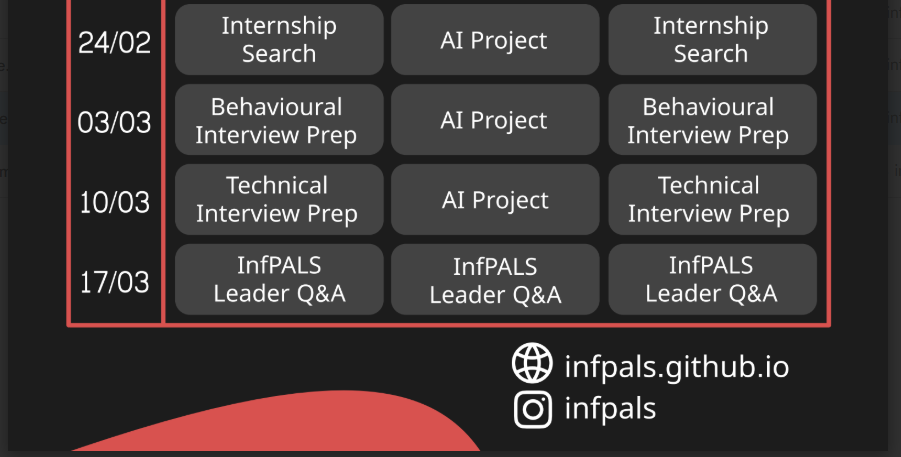 24/02
Internship
Search
AI Project
Internship
Search
03/03
Behavioural
Interview Prep
AI Project
Behavioural
Interview Prep
10/03
Technical
Interview Prep
AI Project
Technical
Interview Prep
17/03
InfPALS
Leader Q&A
InfPALS
Leader Q&A
InfPALS
Leader Q&A
infpals.github.io
infpals